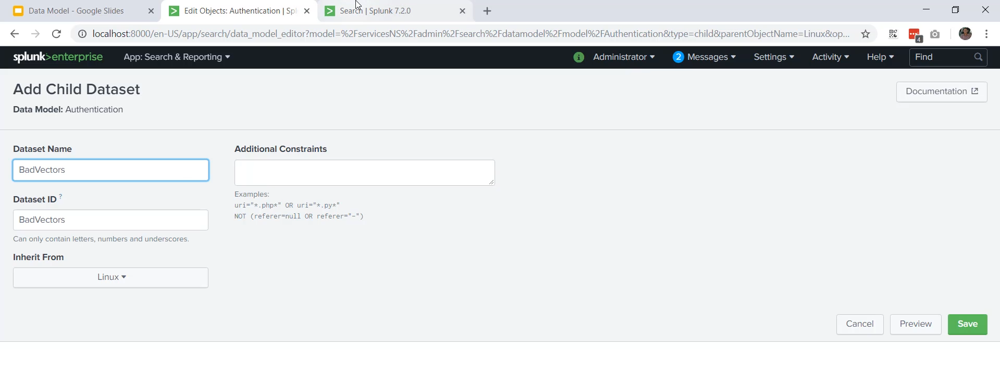 Data Model - Google Slides
Edit Objects: Authentication | Spl
Search | Splunk 7.2.0
localhost:8000/en-US/app/search/data_model_editor?model=%2FservicesNS%2Fadmin%2Fsearch%2Fdatamodel%2Fmodel%2FAuthentication&type=child&parentObjectName=Linux&op...
4
splunk>enterprise
App: Search & Reporting
i
Administrator
2
Messages
Settings
Activity
Help
Find
Add Child Dataset
Documentation
Data Model: Authentication
Dataset Name
BadVectors
Dataset ID ?
BadVectors
Can only contain letters, numbers and underscores.
Inherit From
Linux
Additional Constraints
Examples:
uri="*.php*" OR uri="*.py*"
NOT (referer=null OR referer="-")
Cancel
Preview
Save